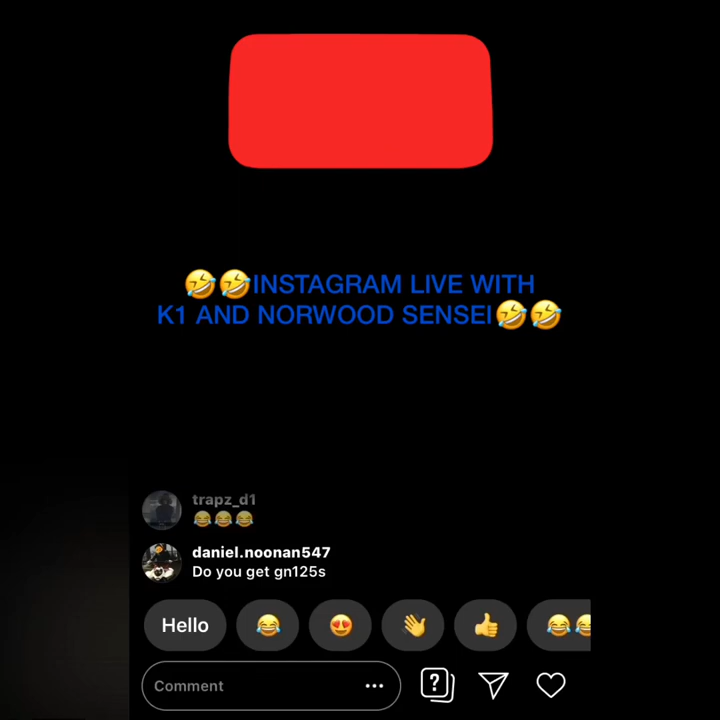 🤣🤣INSTAGRAM LIVE WITH
K1 AND NORWOOD SENSEI🤣🤣
trapz_d1
😂😂😂
daniel.noonan547
Do you get gn125s
Hello 😂 😍 👋 👍 😂😂
Comment ...
?